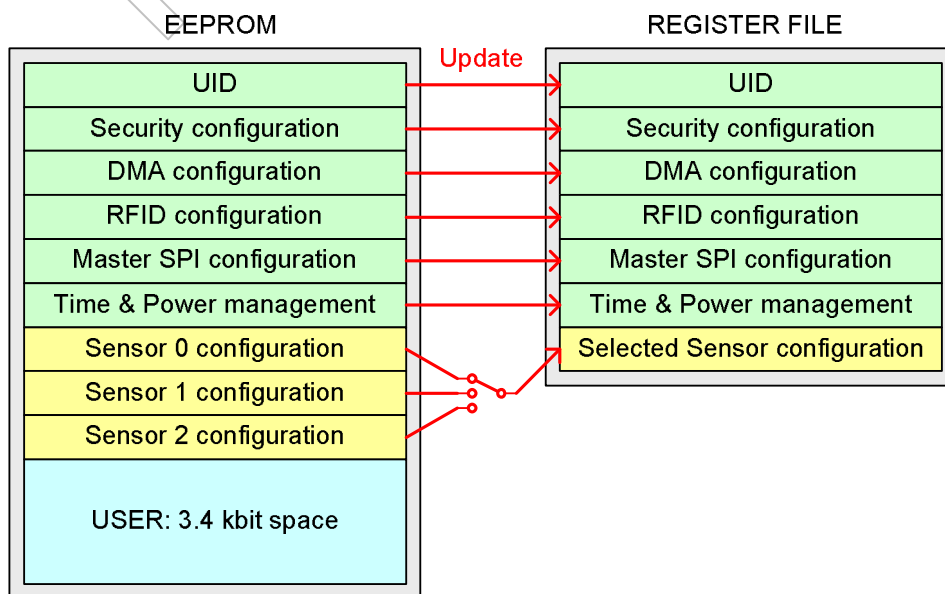 EEPROM
REGISTER FILE
Update
UID
UID
Security configuration
Security configuration
DMA configuration
DMA configuration
RFID configuration
RFID configuration
Master SPI configuration
Master SPI configuration
Time & Power management
Time & Power management
Sensor 0 configuration
Selected Sensor configuration
Sensor 1 configuration
Sensor 2 configuration
USER: 3.4 kbit space